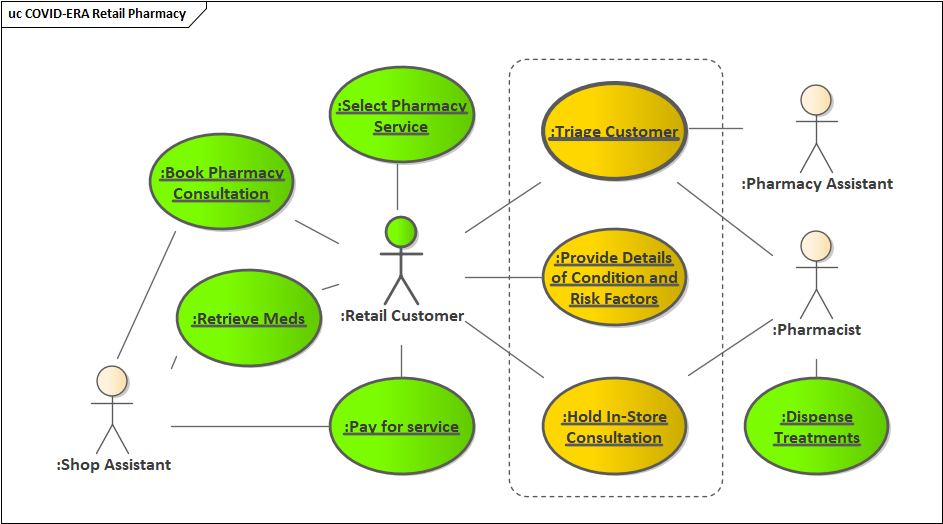 uc COVID-ERA Retail Pharmacy
:Select Pharmacy
Service
:Triage Customer
:Pharmacy Assistant
:Book Pharmacy
Consultation
:Retail Customer
:Provide Details
of Condition and
Risk Factors
:Pharmacist
:Retrieve Meds
:Shop Assistant
:Pay for service
:Hold In-Store
Consultation
:Dispense
Treatments